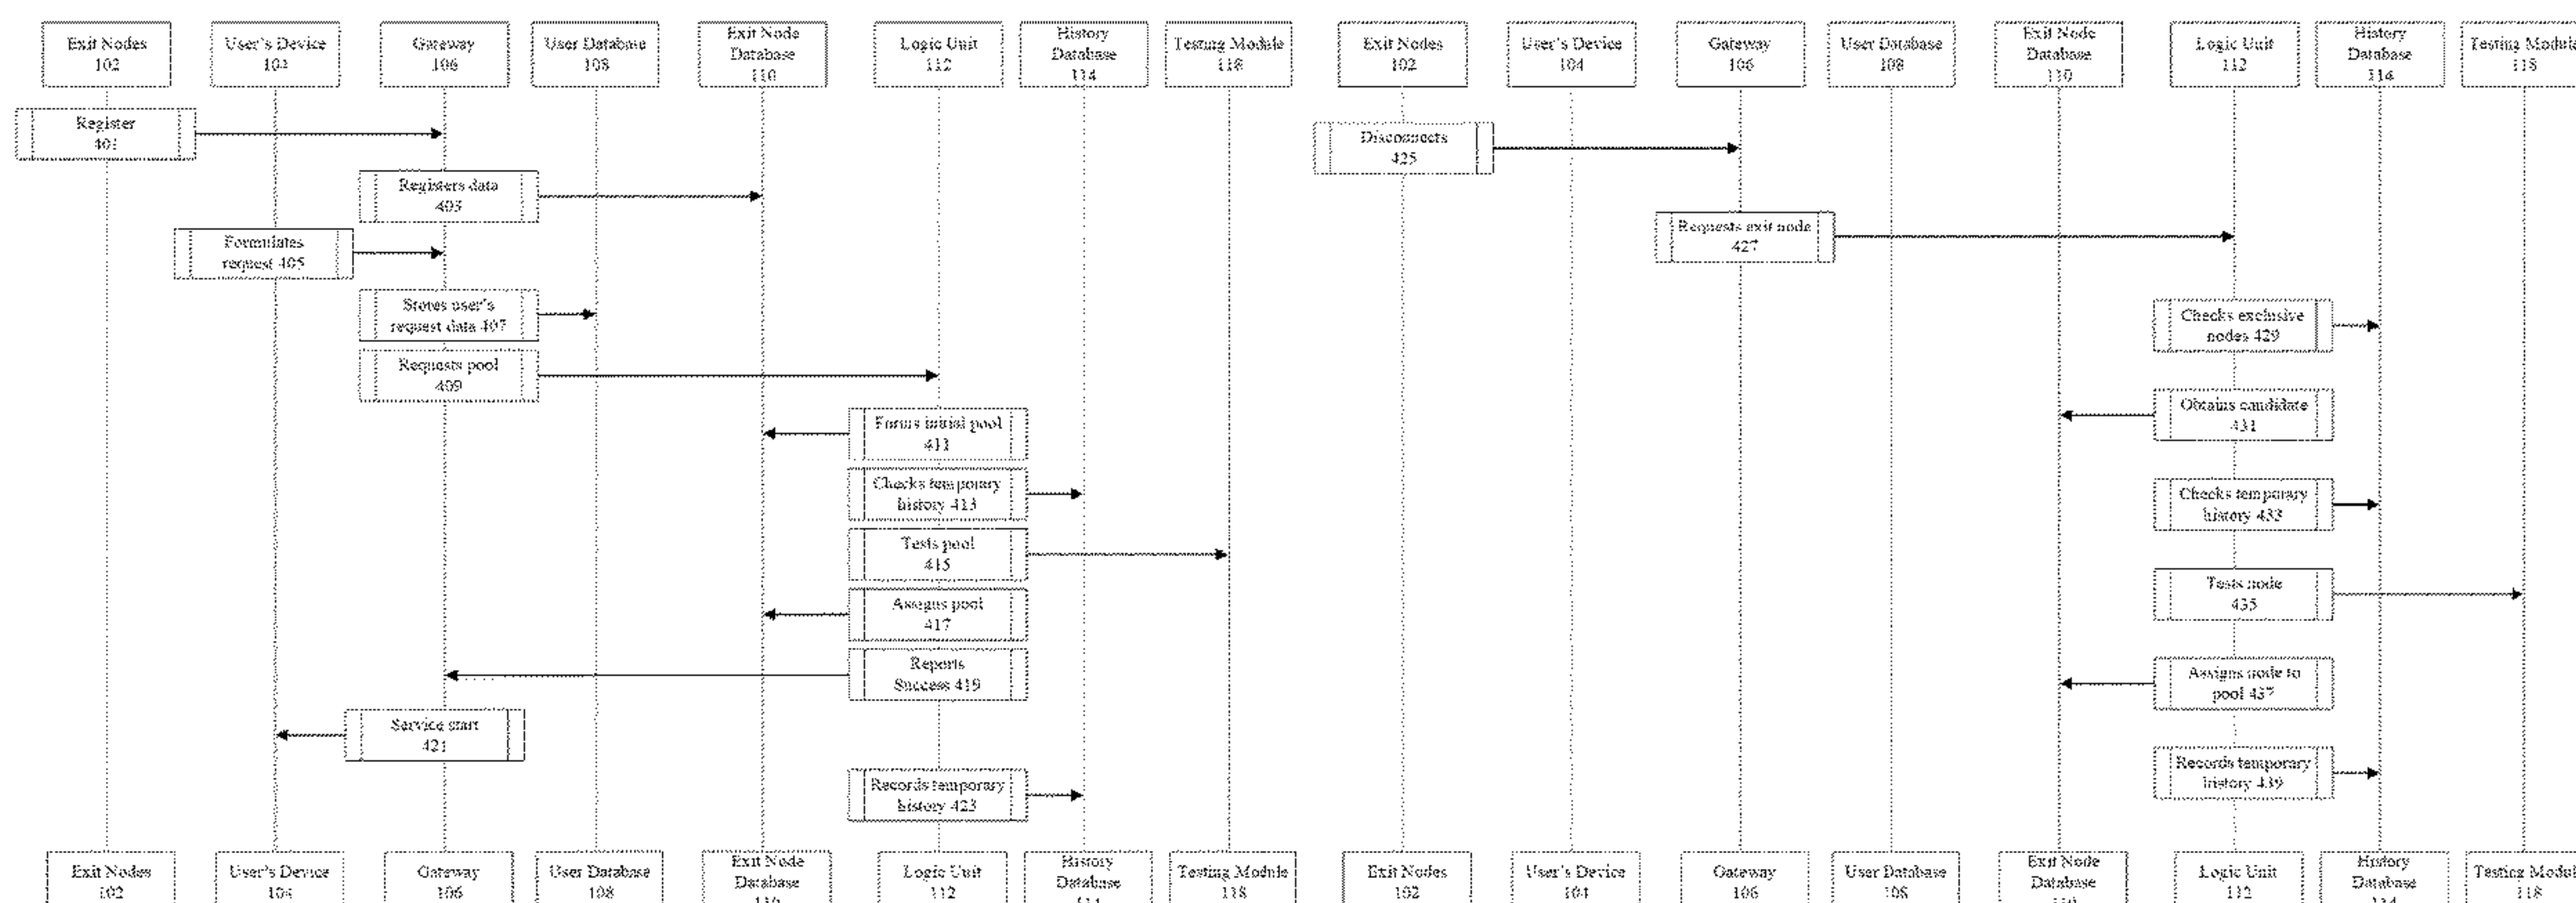 Exit Nodes
102
User's Device
104
Gateway
106
User Database
108
Exit Node
Database
110
Logic Unit
112
History
Database
114
Testing Module
118
Register
401
Registers data
403
Formulates
request 405
Stores user's
request data 407
Requests pool
409
Forms initial pool
411
Checks temporary
history 413
Tests pool
415
Assigns pool
417
Reports
Success 419
Service start
421
Records temporary
history 423
Exit Nodes
102
User's Device
104
Gateway
106
User Database
108
Exit Node
Database
110
Logic Unit
112
History
Database
Testing Module
118
Exit Nodes
102
User's Device
104
Gateway
106
User Database
108
Exit Node
Database
110
Logic Unit
112
History
Database
114
Testing Modul
118
Disconnects
425
Requests exit node
427
Checks exclusive
nodes 429
Obtains candidate
431
Checks temporary
history 433
Tests node
435
Assigns node to
pool 437
Records temporary
history 439
Exit Nodes
102
User's Device
104
Gateway
106
User Database
108
Exit Node
Database
Logic Unit
112
History
Database
114
Testing Modul
118